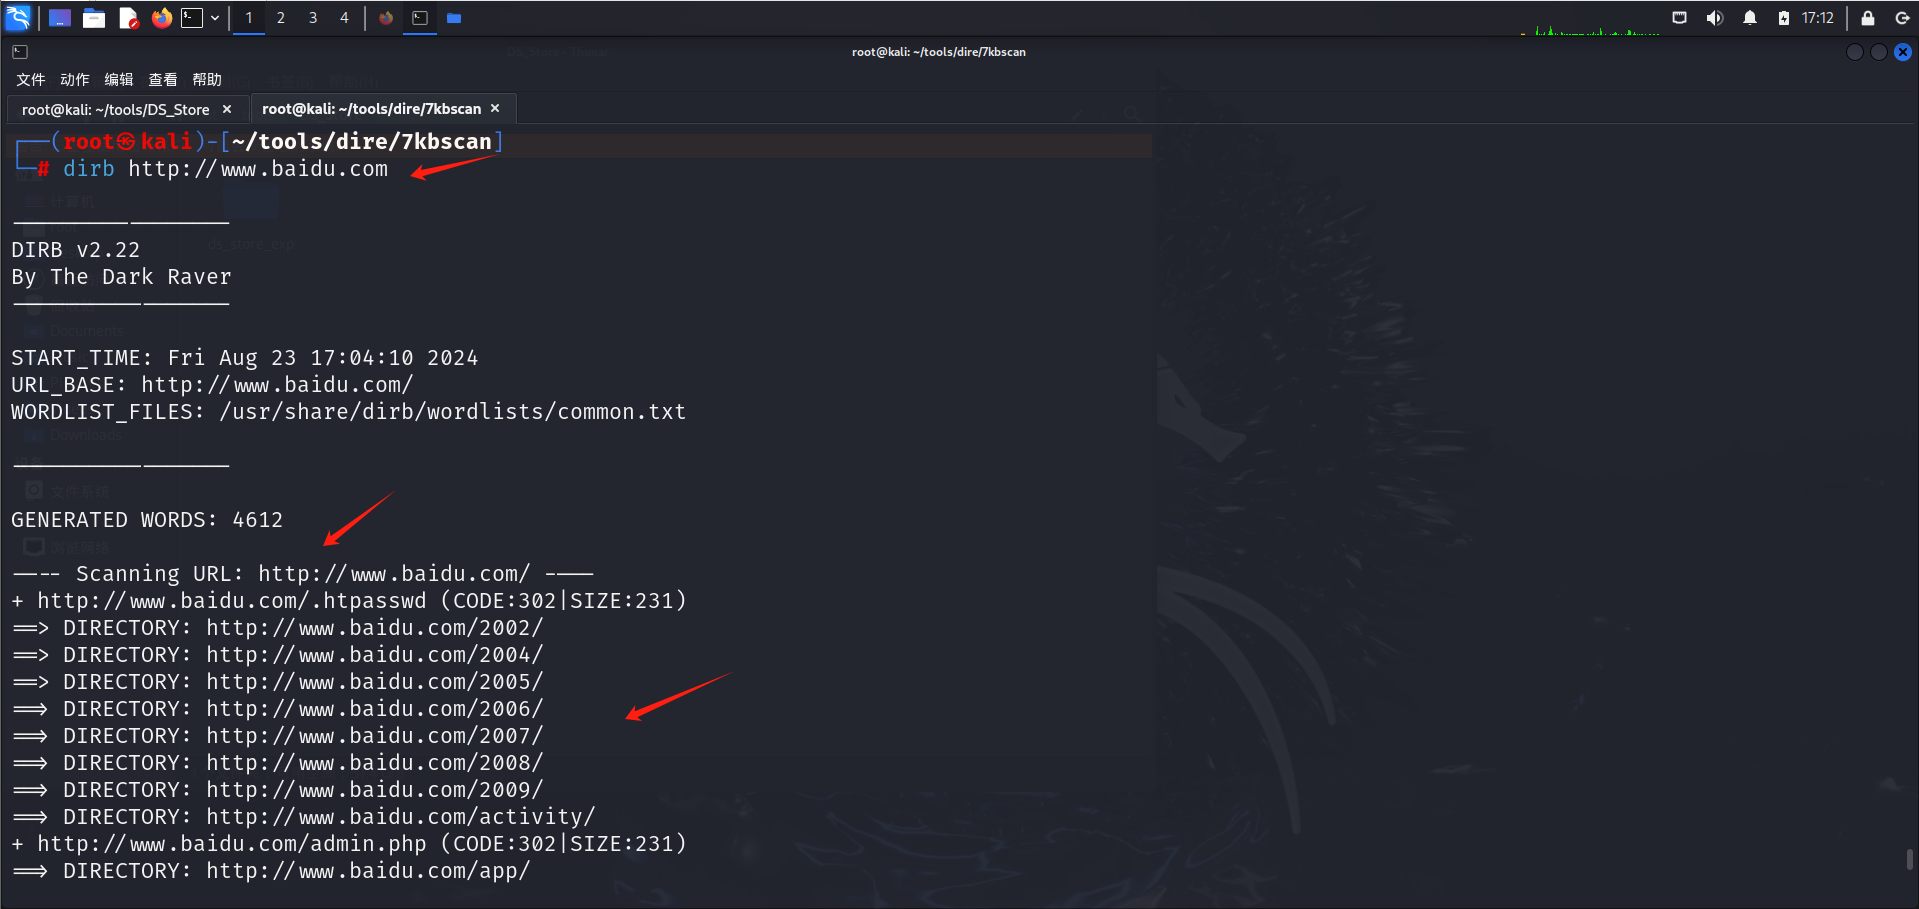 1 2 3 4 17:12
root@kali: ~/tools/dire/7kbscan
文件 动作 编辑 查看 帮助
root@kali: ~/tools/DS_Store × root@kali: ~/tools/dire/7kbscan ×
┌──(root㉿kali)-[~/tools/dire/7kbscan]
└─# dirb http://www.baidu.com
-----------------
DIRB v2.22
By The Dark Raver
-----------------
START_TIME: Fri Aug 23 17:04:10 2024
URL_BASE: http://www.baidu.com/
WORDLIST_FILES: /usr/share/dirb/wordlists/common.txt
-----------------
GENERATED WORDS: 4612
---- Scanning URL: http://www.baidu.com/ ----
+ http://www.baidu.com/.htpasswd (CODE:302|SIZE:231)
==> DIRECTORY: http://www.baidu.com/2002/
==> DIRECTORY: http://www.baidu.com/2004/
==> DIRECTORY: http://www.baidu.com/2005/
==> DIRECTORY: http://www.baidu.com/2006/
==> DIRECTORY: http://www.baidu.com/2007/
==> DIRECTORY: http://www.baidu.com/2008/
==> DIRECTORY: http://www.baidu.com/2009/
==> DIRECTORY: http://www.baidu.com/activity/
+ http://www.baidu.com/admin.php (CODE:302|SIZE:231)
==> DIRECTORY: http://www.baidu.com/app/